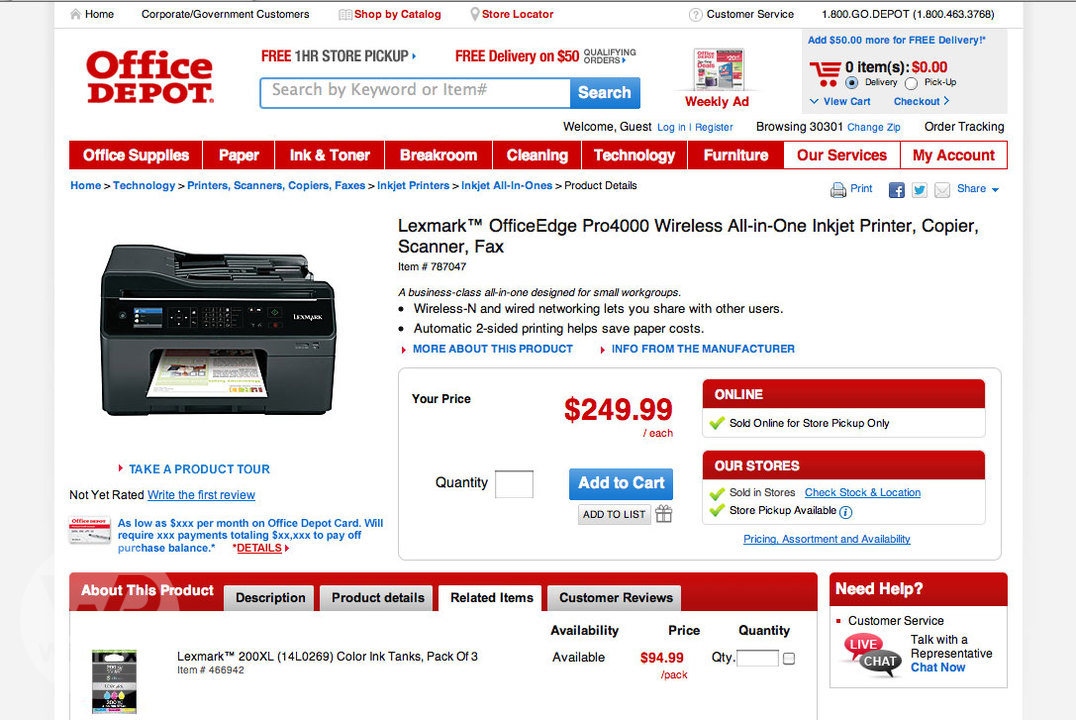 Home Corporate/Government Customers Shop by Catalog Store Locator ? Customer Service 1.800.GO.DEPOT (1.800.463.3768)
Add $50.00 more for FREE Delivery!*
Office DEPOT.
FREE 1HR STORE PICKUP FREE Delivery on $50 QUALIFYING ORDERS
Search by Keyword or Item# Search
Weekly Ad
0 item(s): $0.00
Delivery Pick-Up
View Cart Checkout
Welcome, Guest Log in | Register Browsing 30301 Change Zip Order Tracking
Office Supplies Paper Ink & Toner Breakroom Cleaning Technology Furniture Our Services My Account
Home > Technology > Printers, Scanners, Copiers, Faxes > Inkjet Printers > Inkjet All-In-Ones > Product Details
Print Share
Lexmark™ OfficeEdge Pro4000 Wireless All-in-One Inkjet Printer, Copier,
Scanner, Fax
Item # 787047
A business-class all-in-one designed for small workgroups.
• Wireless-N and wired networking lets you share with other users.
• Automatic 2-sided printing helps save paper costs.
MORE ABOUT THIS PRODUCT INFO FROM THE MANUFACTURER
LEXMARK
Your Price $249.99
/ each
Quantity Add to Cart
ADD TO LIST
ONLINE
Sold Online for Store Pickup Only
OUR STORES
Sold in Stores Check Stock & Location
Store Pickup Available i
Pricing, Assortment and Availability
TAKE A PRODUCT TOUR
Not Yet Rated Write the first review
As low as $xxx per month on Office Depot Card. Will
require xxx payments totaling $xx,xxx to pay off
purchase balance.* *DETAILS
About This Product Description Product details Related Items Customer Reviews
Availability Price Quantity
Lexmark™ 200XL (14L0269) Color Ink Tanks, Pack Of 3 Available $94.99 Qty.
Item # 466942 /pack
Need Help?
Customer Service
LIVE CHAT
Talk with a
Representative
Chat Now